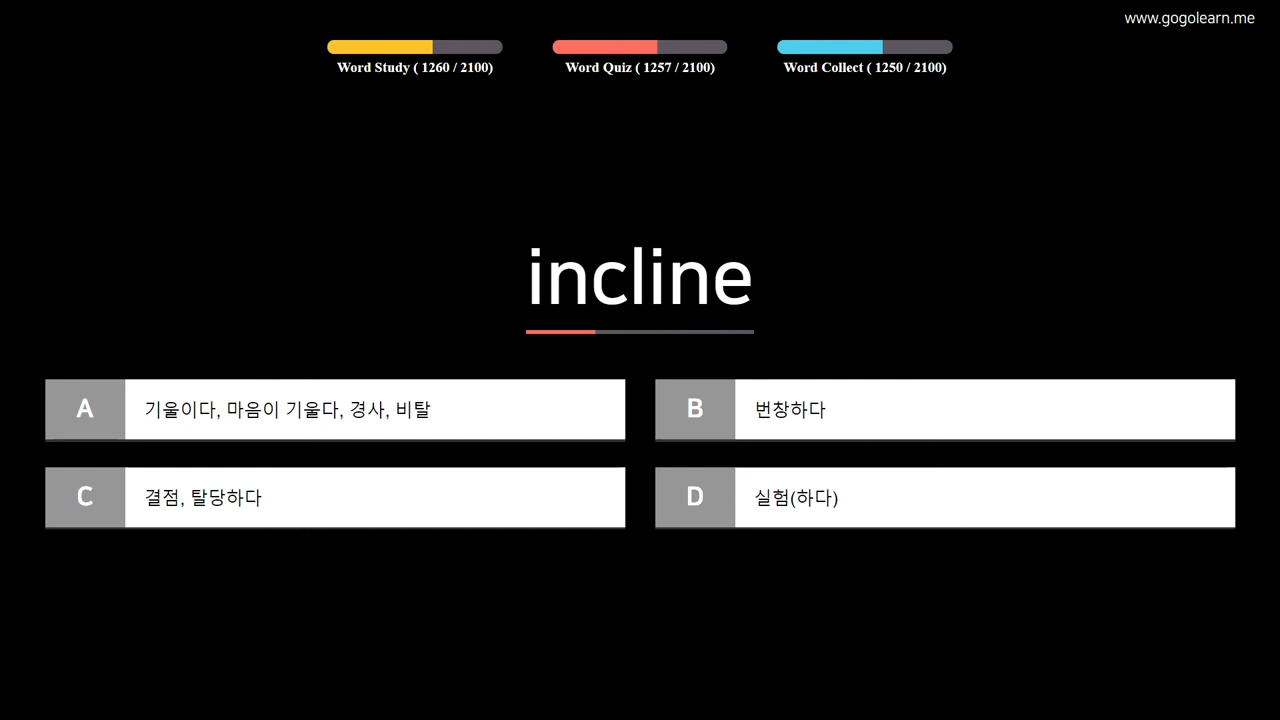 www.gogolearn.me
Word Study ( 1260 / 2100)
Word Quiz ( 1257 / 2100)
Word Collect ( 1250 / 2100)
incline
A 기울이다, 마음이 기울다, 경사, 비탈
B 번창하다
C 결점, 탈당하다
D 실험(하다)